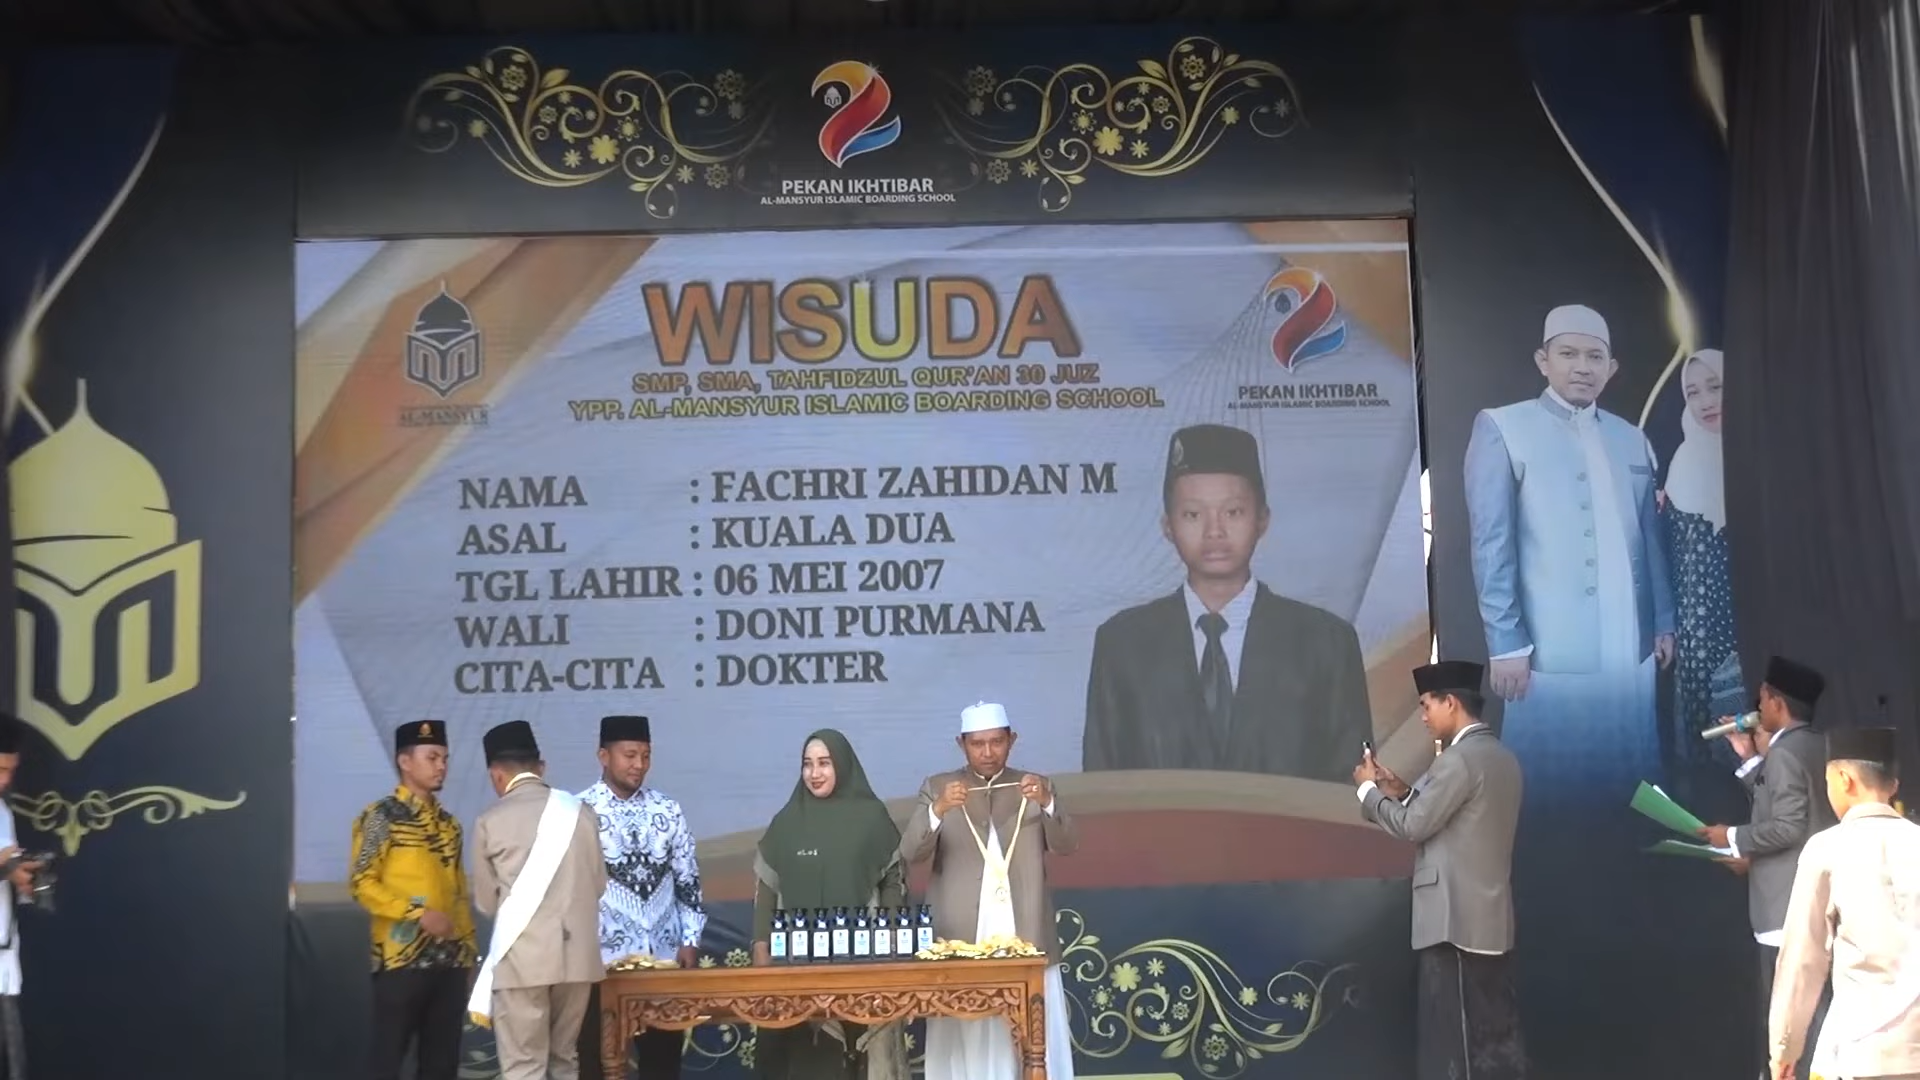 PEKAN IKHTIBAR
AL-MANSYUR ISLAMIC BOARDING SCHOOL
WISUDA
SMP, SMA, TAHFIDZUL QUR'AN 30 JUZ
YPP. AL-MANSYUR ISLAMIC BOARDING SCHOOL
AL-MANSYUR
PEKAN IKHTIBAR
AL-MANSYUR ISLAMIC BOARDING SCHOOL
NAMA : FACHRI ZAHIDAN M
ASAL : KUALA DUA
TGL LAHIR : 06 MEI 2007
WALI : DONI PURMANA
CITA-CITA : DOKTER